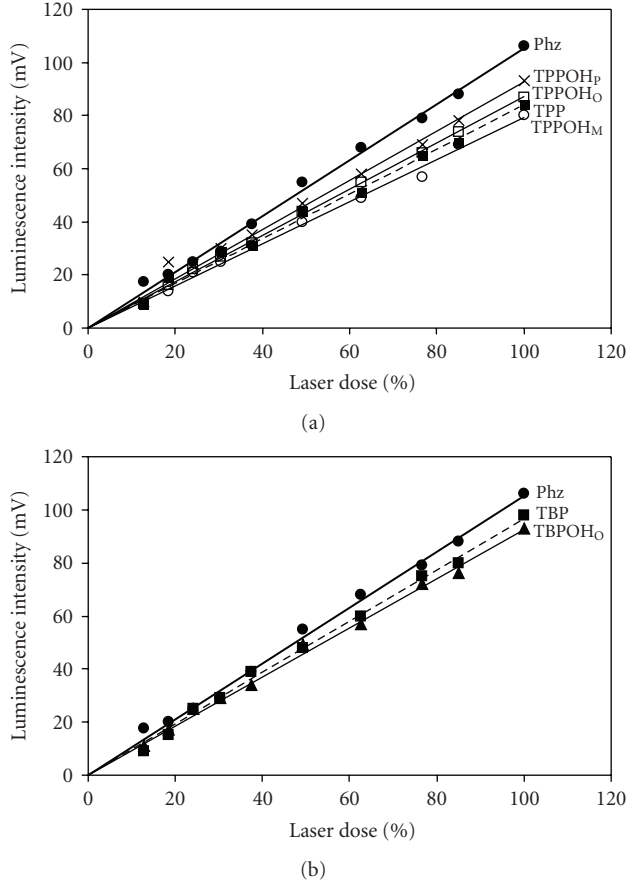 120
100
80
60
40
20
0
Luminescence intensity (mV)
Phz
TPPOH_P
TPPOH_O
TPP
TPPOH_M
0 20 40 60 80 100 120
Laser dose (%)
(a)
120
100
80
60
40
20
0
Luminescence intensity (mV)
Phz
TBP
TBPOH_O
0 20 40 60 80 100 120
Laser dose (%)
(b)